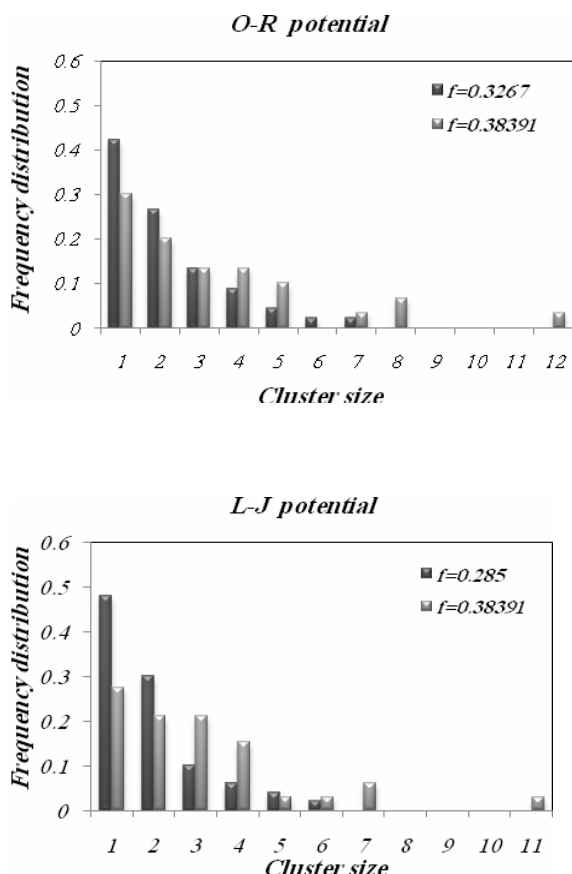 O-R potential
0.6
0.5
0.4
0.3
0.2
0.1
0
Frequency distribution
f=0.3267
f=0.38391
1 2 3 4 5 6 7 8 9 10 11 12
Cluster size
L-J potential
0.6
0.5
0.4
0.3
0.2
0.1
0
Frequency distribution
f=0.285
f=0.38391
1 2 3 4 5 6 7 8 9 10 11
Cluster size